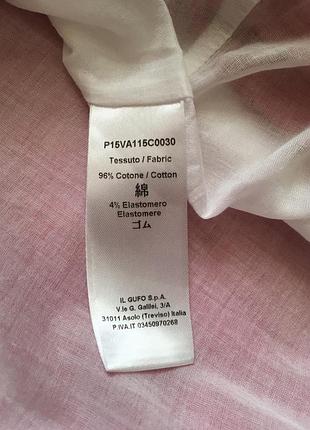 P15VA115C0030
Tessuto / Fabric
96% Cotone / Cotton
綿
4% Elastomero
Elastomere
ゴム
IL GUFO S.p.A.
V.le G. Galilei, 3/A
31011 Asolo (Treviso) Italy
P.IVA.IT 03450970268